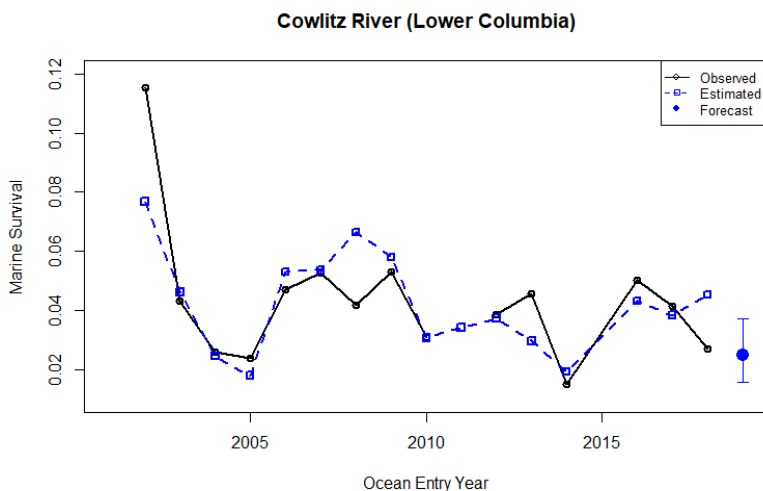 Cowlitz River (Lower Columbia)
Observed
Estimated
Forecast
Marine Survival
0.12
0.10
0.08
0.06
0.04
0.02
2005 2010 2015
Ocean Entry Year